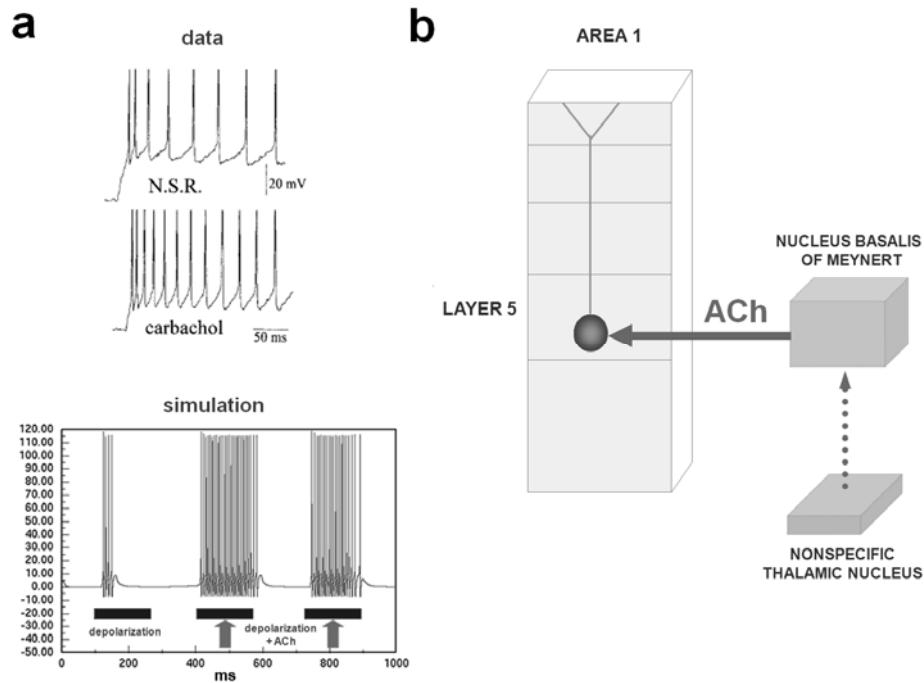 a
data
N.S.R.
20 mV
carbachol
50 ms
simulation
120.00
110.00
100.00
90.00
80.00
70.00
60.00
50.00
40.00
30.00
20.00
10.00
0.00
-10.00
-20.00
-30.00
-40.00
-50.00
depolarization
depolarization
+ ACh
0 200 400 600 800 1000
ms
b
AREA 1
LAYER 5
ACh
NUCLEUS BASALIS
OF MEYNERT
NONSPECIFIC
THALAMIC NUCLEUS